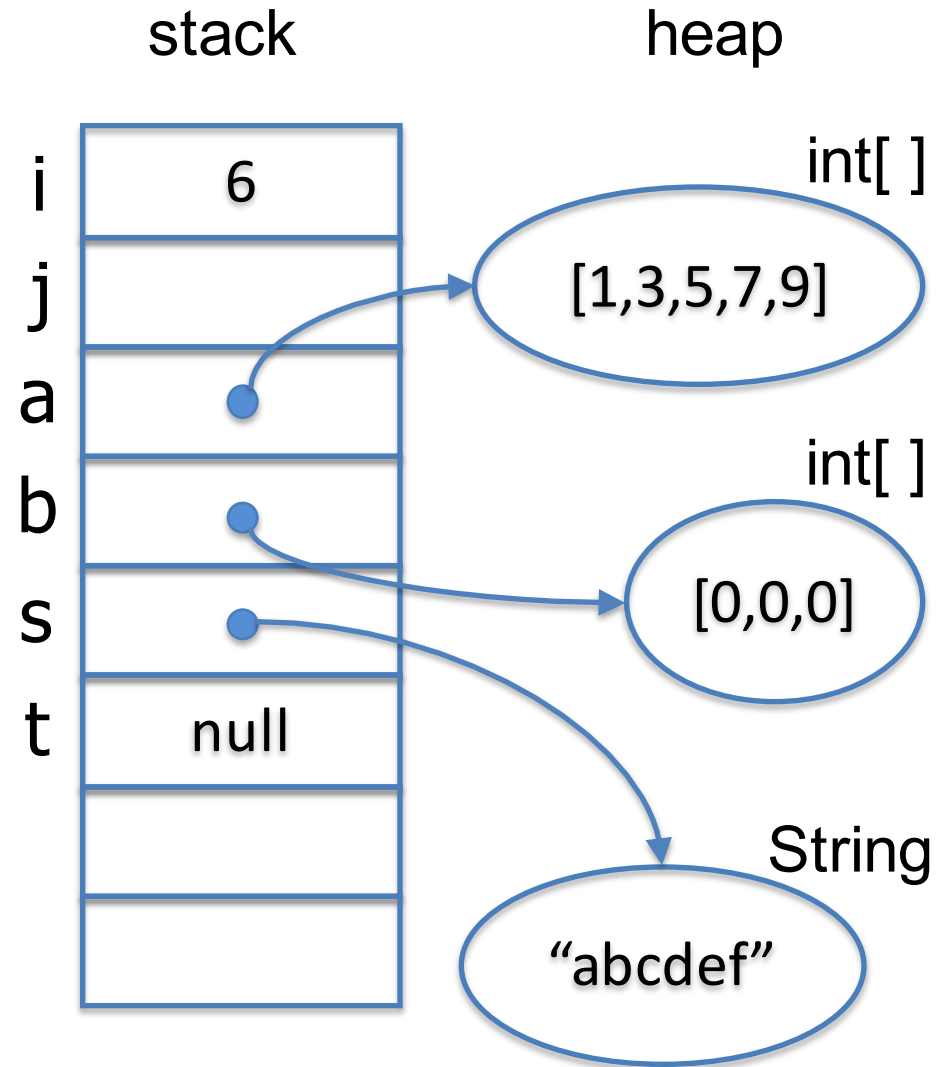 stack heap
int[ ]
i 6
j [1,3,5,7,9]
a
int[ ]
b
s [0,0,0]
t null
String
“abcdef”